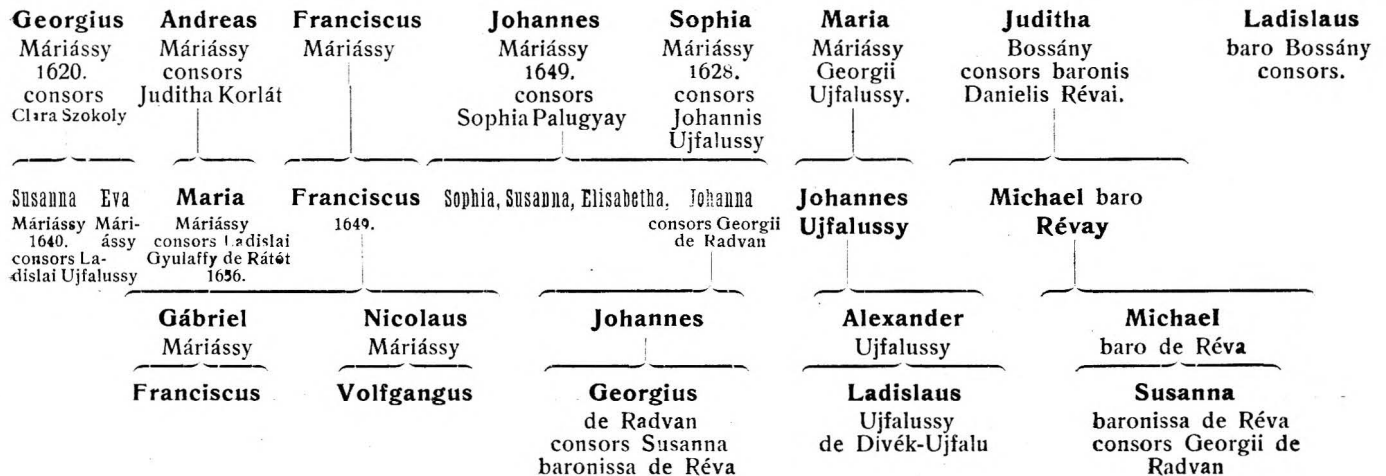 Georgius Andreas Franciscus Johannes Sophia Maria Juditha Ladislaus
Máriássy Máriássy Máriássy Máriássy Máriássy Máriássy Bossány baro Bossány
1620. consors 1649. 1628. Georgii consors baronis consors.
consors Juditha Korlát consors consors Ujfalussy. Danielis Révai.
Clara Szokoly Sophia Palugyay Johannis
Ujfalussy
Susanna Eva Maria Franciscus Sophia, Susanna, Elisabetha, Johanna Johannes Michael baro
Máriássy Mári- Máriássy 1649. consors Georgii Ujfalussy Révay
1640. ássy consors Ladislai de Radvan
consors La- Gyulaffy de Rátót
dislai Ujfalussy 1656.
Gábriel Nicolaus Johannes Alexander Michael
Máriássy Máriássy Ujfalussy baro de Réva
Franciscus Volfgangus Georgius Ladislaus Susanna
de Radvan Ujfalussy baronissa de Réva
consors Susanna de Divék-Ujfalu consors Georgii de
baronissa de Réva Radvan